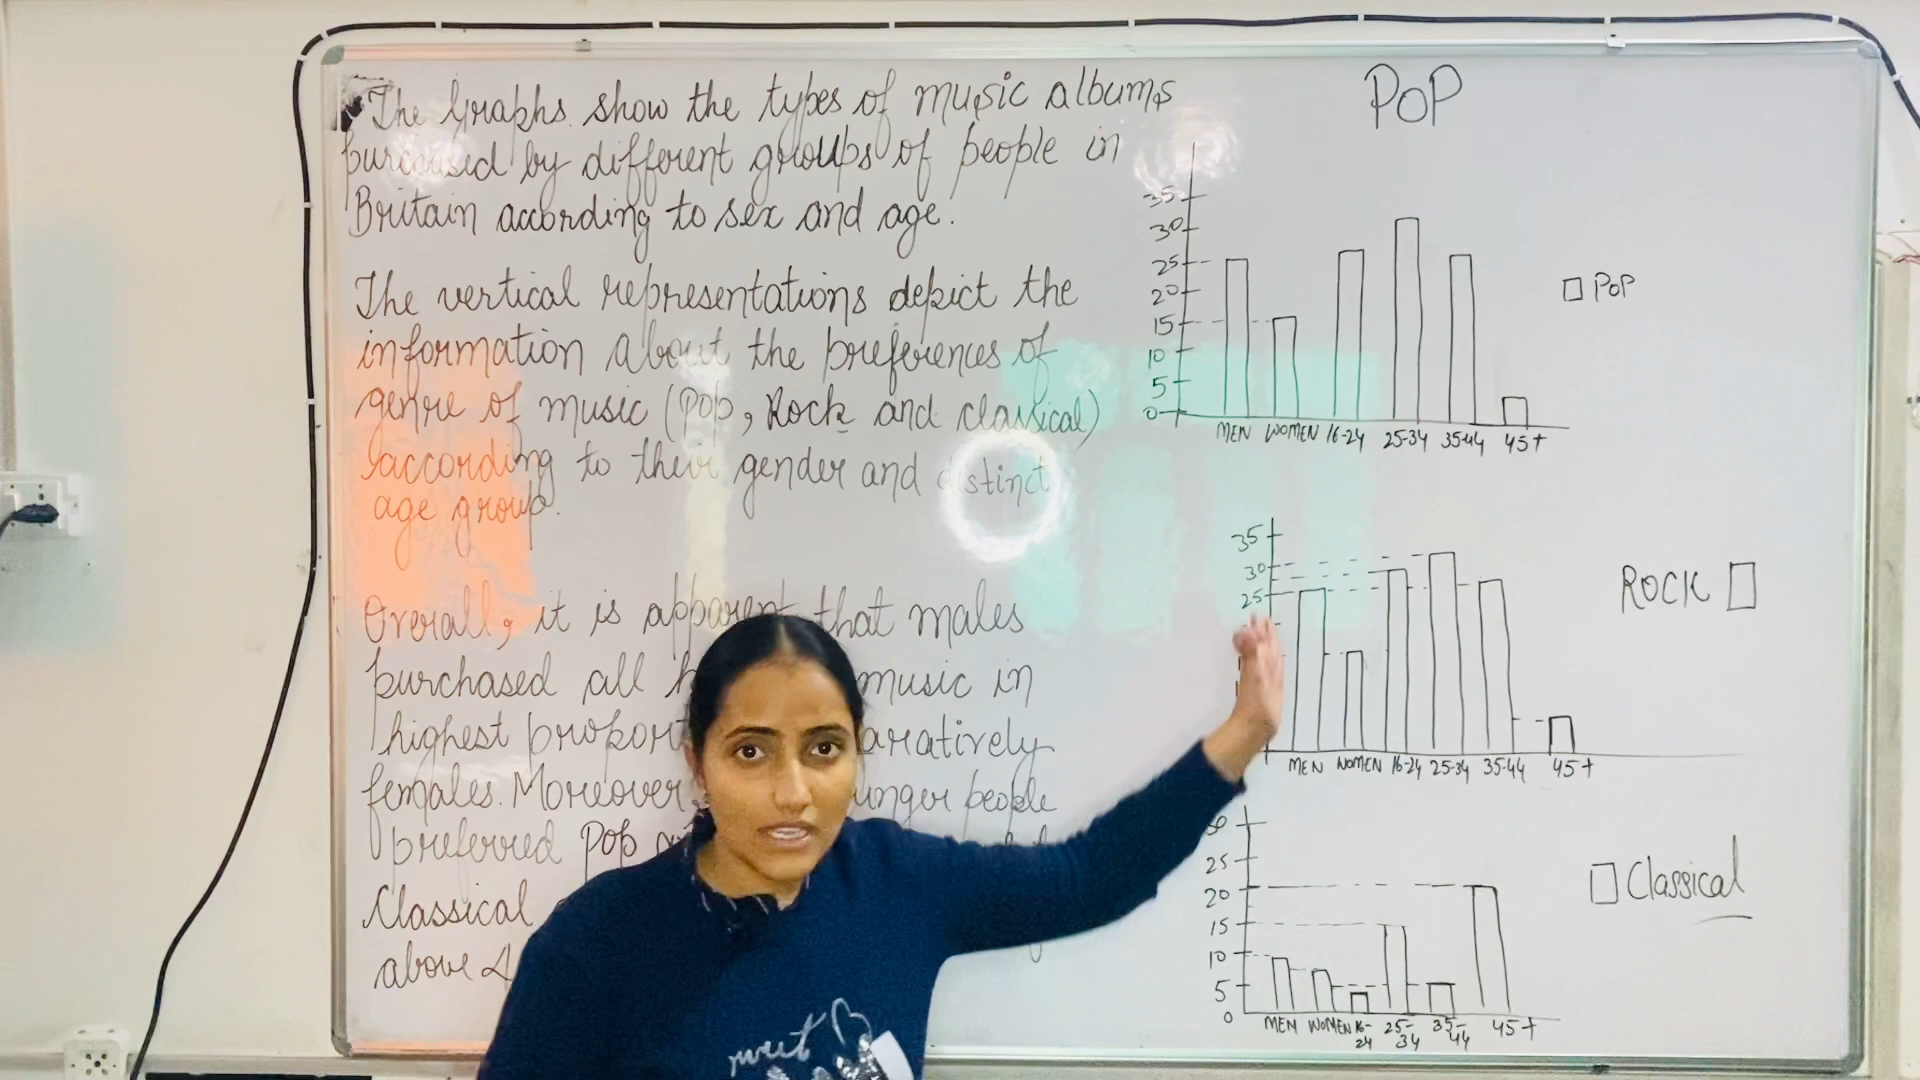 The Graphs show the types of music albums
purchased by different groups of people in
Britain according to sex and age.
The vertical representations depict the
information about the preferences of
genre of music (Pop, Rock and classical)
according to their gender and distinct
age group.
Overall, it is apparent that males
purchased all music in
highest
females. Moreover, people
preferred Pop
Classical
above
POP
35
30
25
20
15
10
5
0
MEN WOMEN 16-24 25-34 35-44 45+
POP
35
30
25
MEN WOMEN 16-24 25-34 35-44 45+
ROCK
25
20
15
10
5
0
MEN WOMEN 16-24 25-34 35-44 45+
Classical
sweet